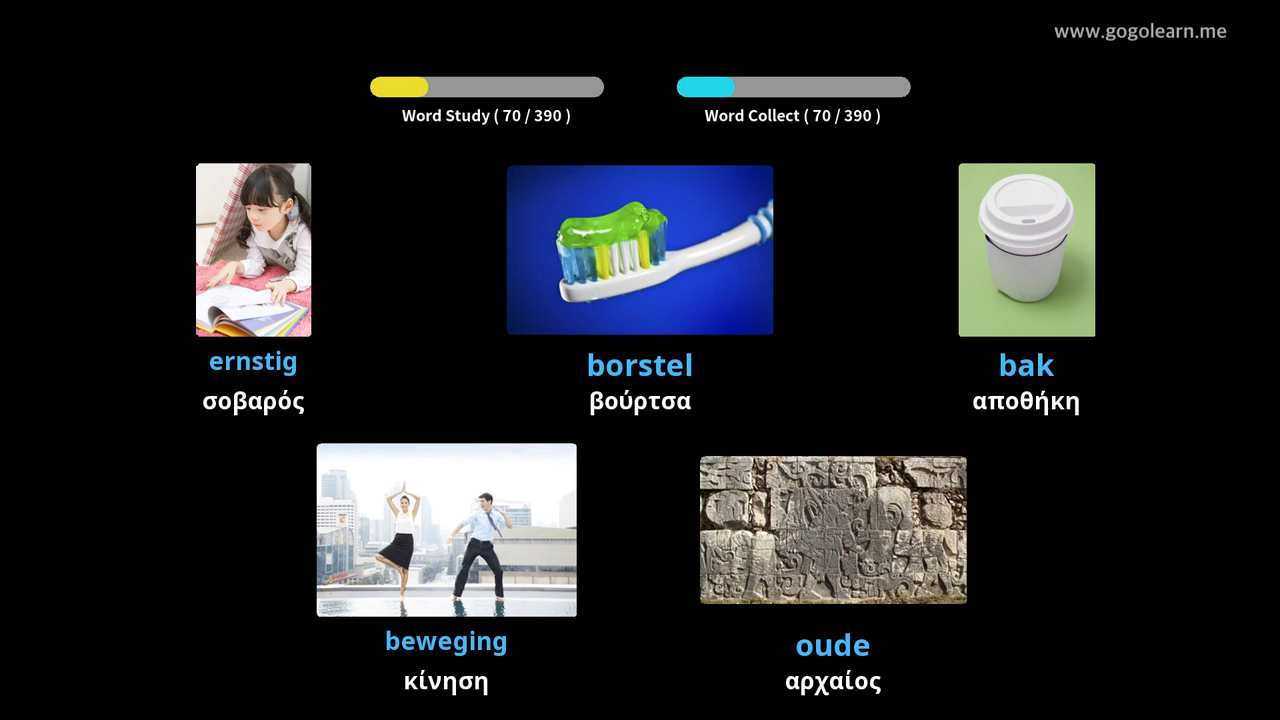 www.gogolearn.me
Word Study ( 70 / 390 )
Word Collect ( 70 / 390 )
ernstig
σοβαρός
borstel
βούρτσα
bak
αποθήκη
beweging
κίνηση
oude
αρχαίος